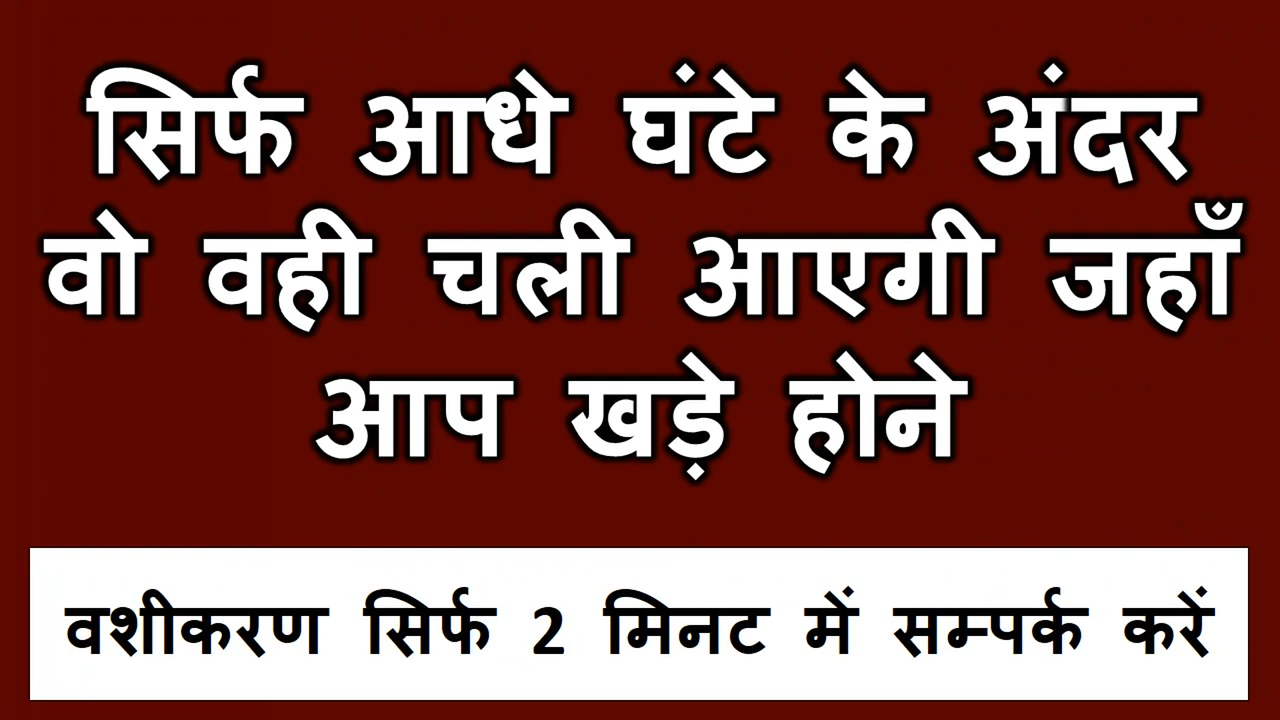 सिर्फ आधे घंटे के अंदर
वो वही चली आएगी जहाँ
आप खड़े होने
वशीकरण सिर्फ 2 मिनट में सम्पर्क करें